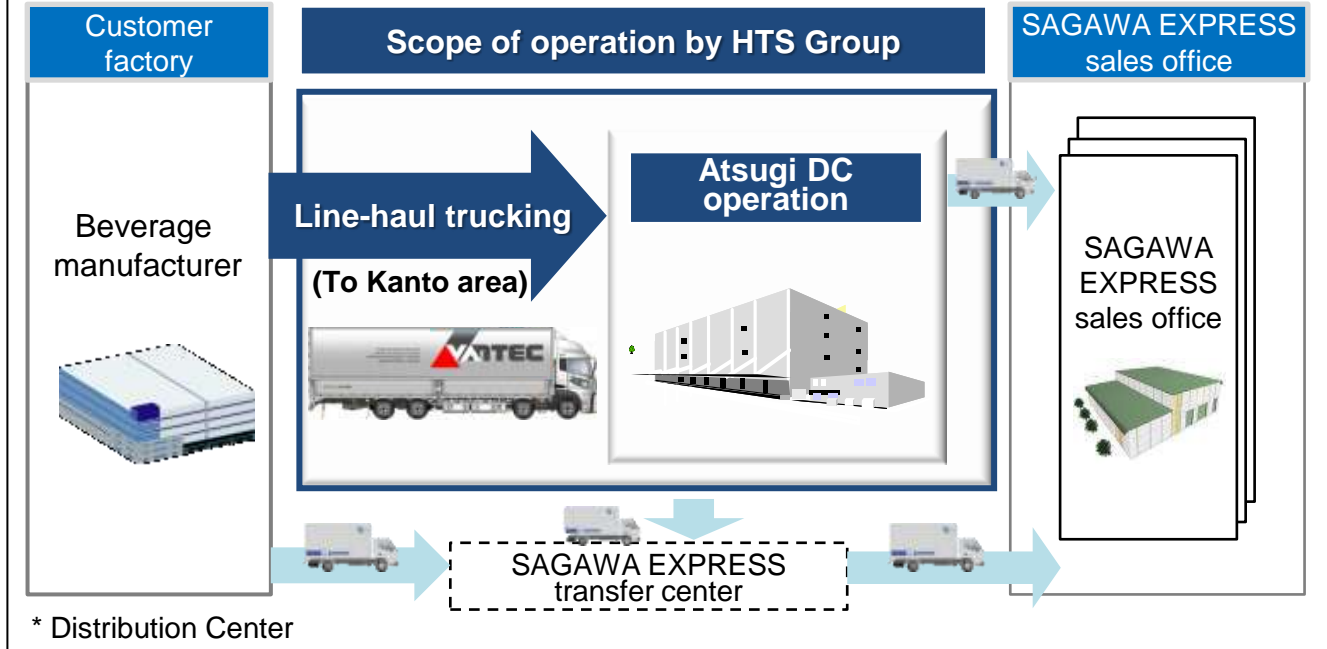 Customer
factory
Scope of operation by HTS Group
SAGAWA EXPRESS
sales office
Beverage
manufacturer
Line-haul trucking
(To Kanto area)
VANTEC
Atsugi DC
operation
SAGAWA
EXPRESS
sales office
SAGAWA EXPRESS
transfer center
* Distribution Center